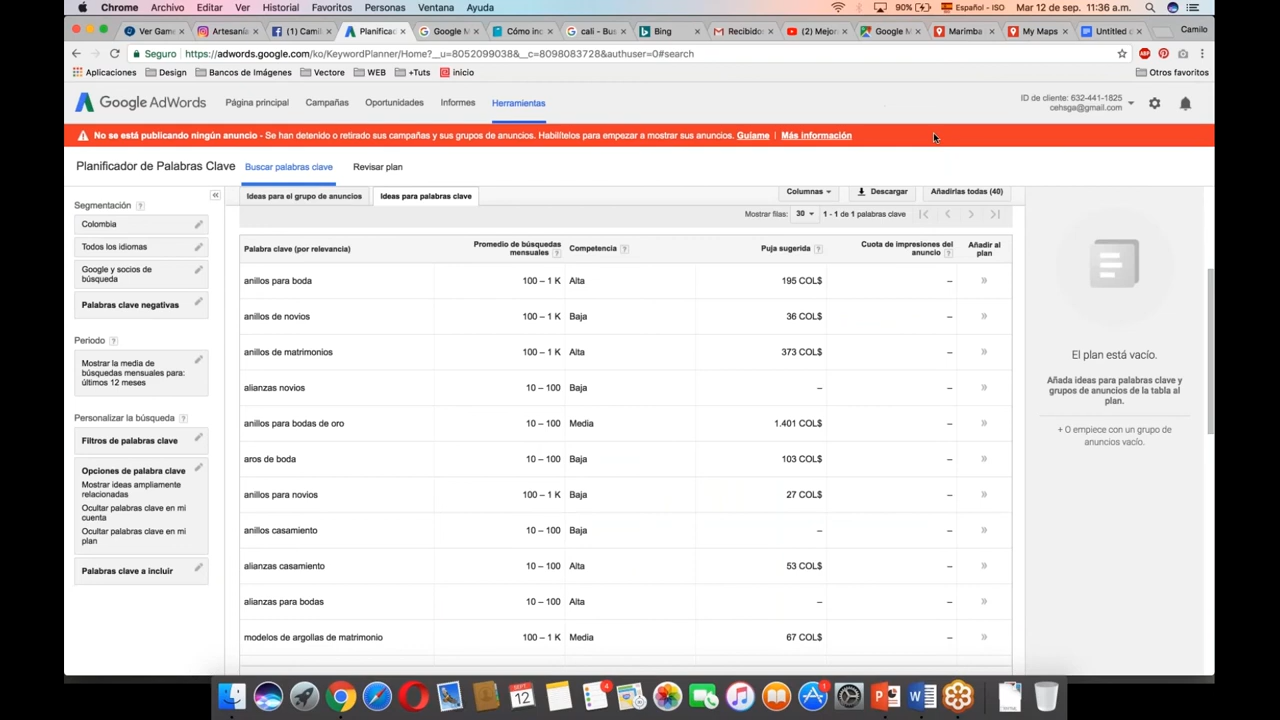 Chrome Archivo Editar Ver Historial Favoritos Personas Ventana Ayuda 90% Español - ISO Mar 12 de sep. 11:36 a.m.
Ver Gam Artesanía (1) Camil Planificad Google M Cómo inc cali - Bus Bing Recibidos (2) Mejor Google M Marimba My Maps Untitled c Camilo
Seguro https://adwords.google.com/ko/KeywordPlanner/Home?__u=8052099038&__c=8098083728&authuser=0#search
Aplicaciones Design Bancos de Imágenes Vectore WEB +Tuts inicio Otros favoritos
Google AdWords Página principal Campañas Oportunidades Informes Herramientas
ID de cliente: 632-441-1825
cehsga@gmail.com
No se está publicando ningún anuncio - Se han detenido o retirado sus campañas y sus grupos de anuncios. Habilítelos para empezar a mostrar sus anuncios. Guíame | Más información
Planificador de Palabras Clave Buscar palabras clave Revisar plan
Segmentación ?
Colombia
Todos los idiomas
Google y socios de
búsqueda
Palabras clave negativas
Periodo ?
Mostrar la media de
búsquedas mensuales para:
últimos 12 meses
Personalizar la búsqueda ?
Filtros de palabras clave
Opciones de palabra clave
Mostrar ideas ampliamente
relacionadas
Ocultar palabras clave en mi
cuenta
Ocultar palabras clave en mi
plan
Palabras clave a incluir
Ideas para el grupo de anuncios Ideas para palabras clave Columnas Descargar Añadirlas todas (40)
Mostrar filas: 30 1 - 1 de 1 palabras clave
Palabra clave (por relevancia) Promedio de búsquedas mensuales ? Competencia ? Puja sugerida ? Cuota de impresiones del anuncio ? Añadir al plan
anillos para boda 100 – 1 K Alta 195 COL$ –
anillos de novios 100 – 1 K Baja 36 COL$ –
anillos de matrimonios 100 – 1 K Alta 373 COL$ –
alianzas novios 10 – 100 Baja – –
anillos para bodas de oro 10 – 100 Media 1.401 COL$ –
aros de boda 10 – 100 Baja 103 COL$ –
anillos para novios 100 – 1 K Baja 27 COL$ –
anillos casamiento 10 – 100 Baja – –
alianzas casamiento 10 – 100 Alta 53 COL$ –
alianzas para bodas 10 – 100 Alta – –
modelos de argollas de matrimonio 100 – 1 K Media 67 COL$ –
El plan está vacío.
Añada ideas para palabras clave y
grupos de anuncios de la tabla al
plan.
+ O empiece con un grupo de
anuncios vacío.
SEPT.
12
4
1